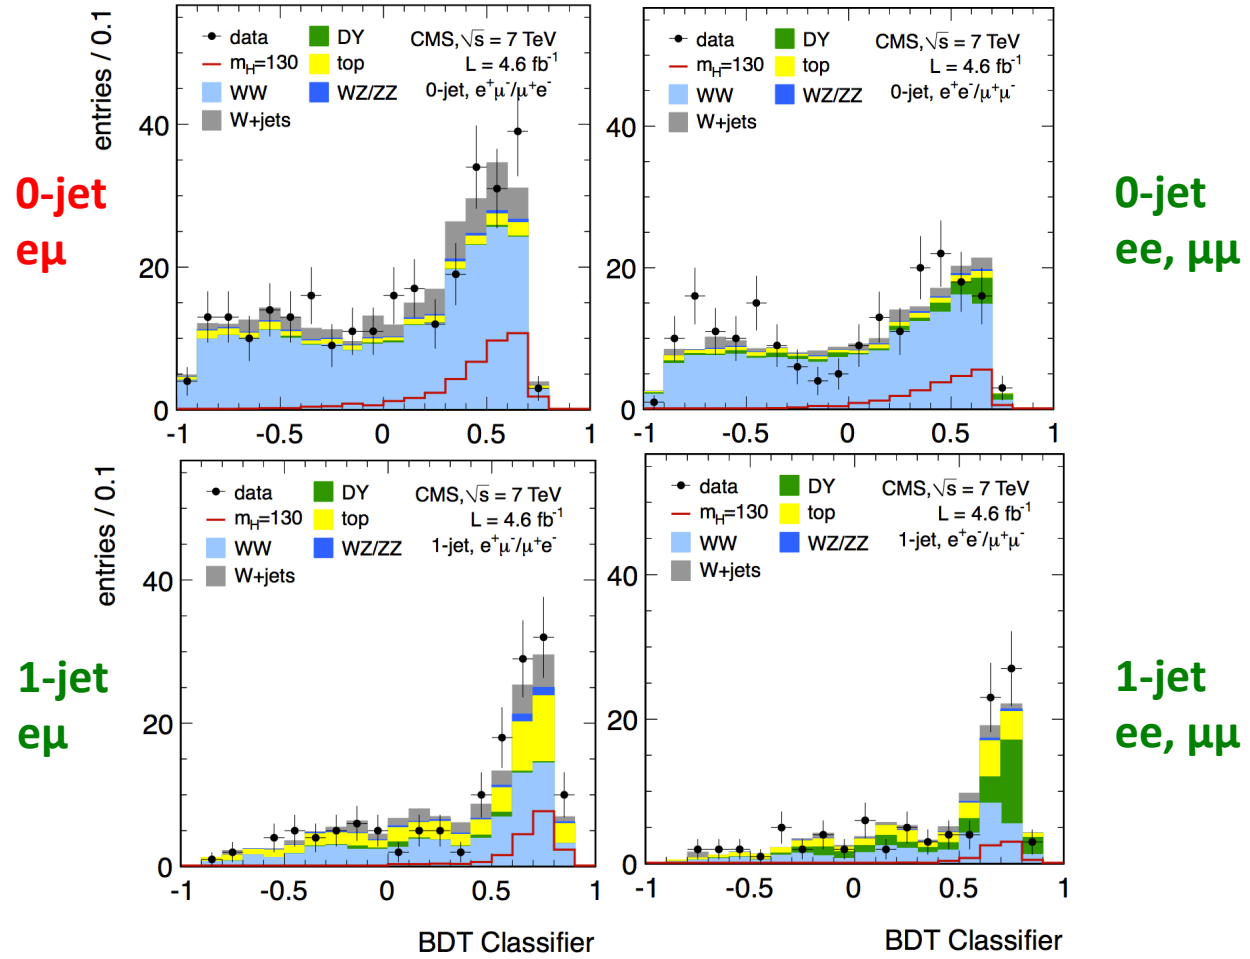 entries / 0.1
data
DY
CMS, √s = 7 TeV
m_H=130
top
L = 4.6 fb⁻¹
WW
WZ/ZZ
0-jet, e⁺μ⁻/μ⁺e⁻
W+jets
40
20
0
-1 -0.5 0 0.5 1
0-jet
eμ
data
DY
CMS, √s = 7 TeV
m_H=130
top
L = 4.6 fb⁻¹
WW
WZ/ZZ
0-jet, e⁺e⁻/μ⁺μ⁻
W+jets
40
20
0
-1 -0.5 0 0.5 1
0-jet
ee, μμ
entries / 0.1
data
DY
CMS, √s = 7 TeV
m_H=130
top
L = 4.6 fb⁻¹
WW
WZ/ZZ
1-jet, e⁺μ⁻/μ⁺e⁻
W+jets
40
20
0
-1 -0.5 0 0.5 1
BDT Classifier
1-jet
eμ
data
DY
CMS, √s = 7 TeV
m_H=130
top
L = 4.6 fb⁻¹
WW
WZ/ZZ
1-jet, e⁺e⁻/μ⁺μ⁻
W+jets
40
20
0
-1 -0.5 0 0.5 1
BDT Classifier
1-jet
ee, μμ